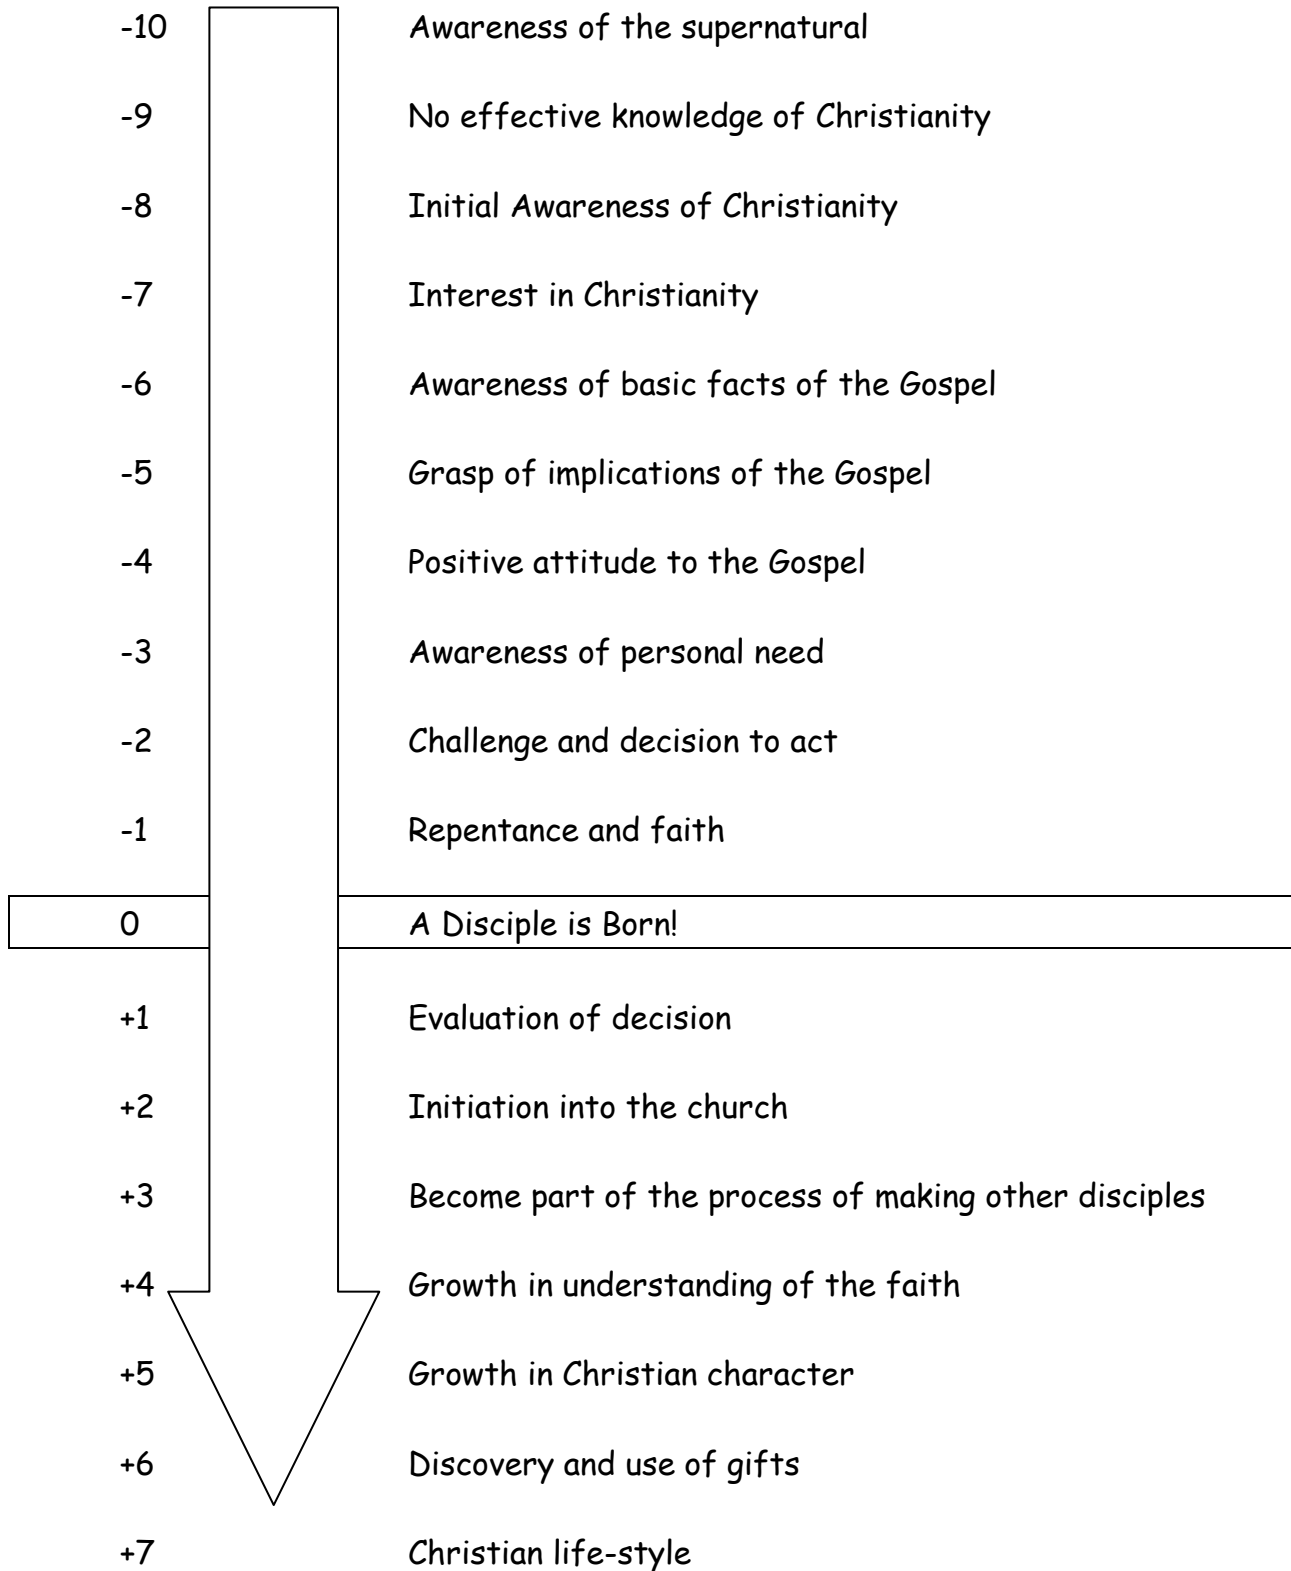 -10 Awareness of the supernatural
-9 No effective knowledge of Christianity
-8 Initial Awareness of Christianity
-7 Interest in Christianity
-6 Awareness of basic facts of the Gospel
-5 Grasp of implications of the Gospel
-4 Positive attitude to the Gospel
-3 Awareness of personal need
-2 Challenge and decision to act
-1 Repentance and faith
0 A Disciple is Born!
+1 Evaluation of decision
+2 Initiation into the church
+3 Become part of the process of making other disciples
+4 Growth in understanding of the faith
+5 Growth in Christian character
+6 Discovery and use of gifts
+7 Christian life-style